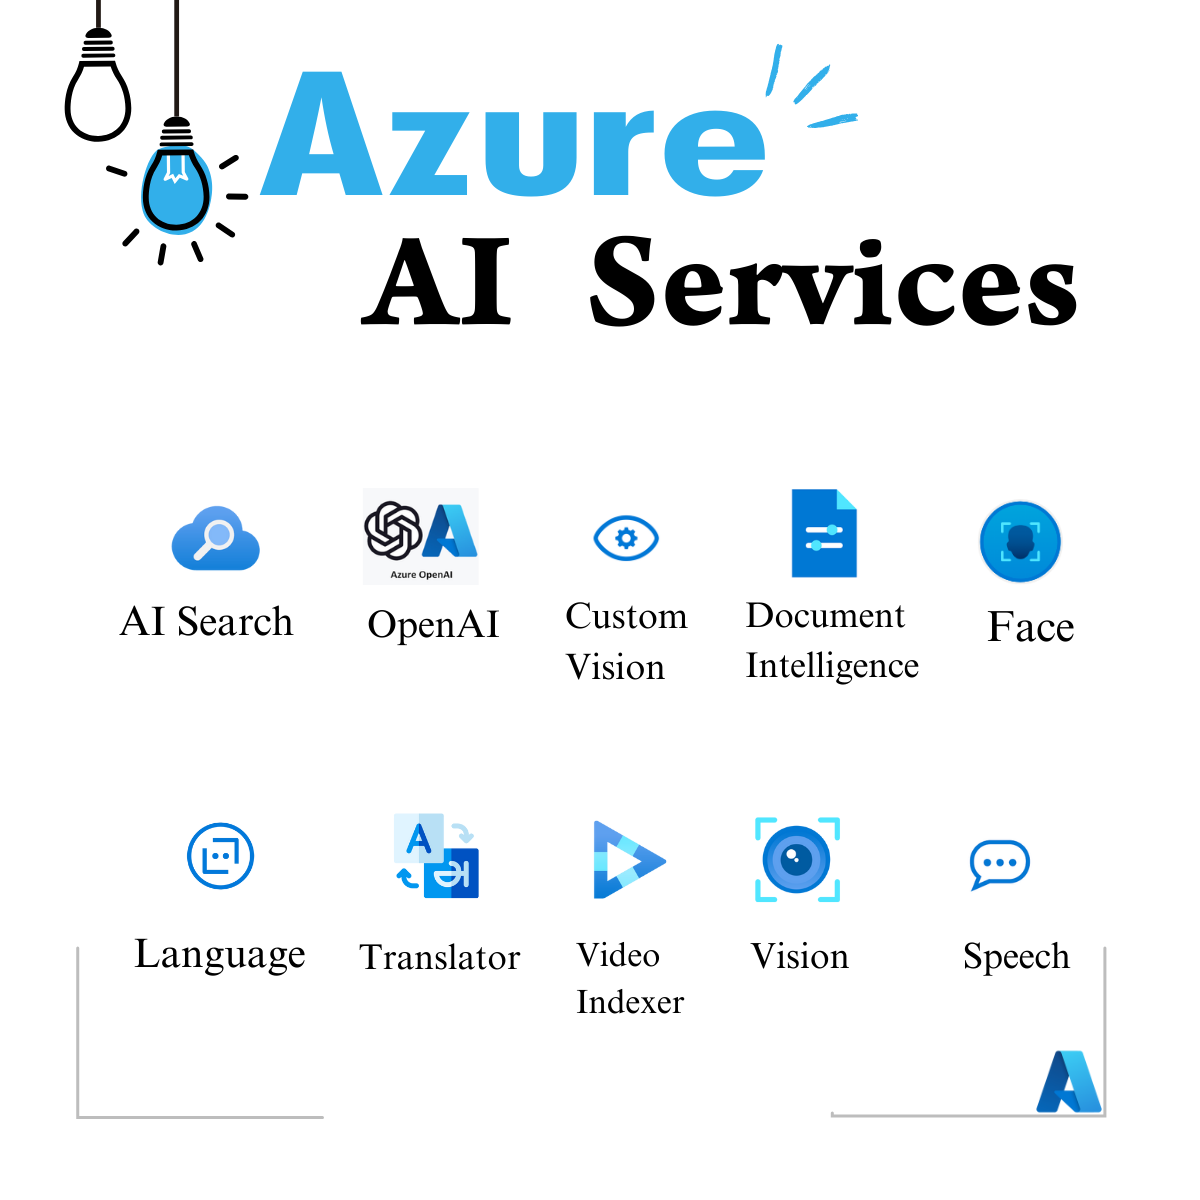 Azure
AI Services
Azure OpenAI
AI Search
OpenAI
Custom
Vision
Document
Intelligence
Face
A
Language
Translator
Video
Indexer
Vision
Speech